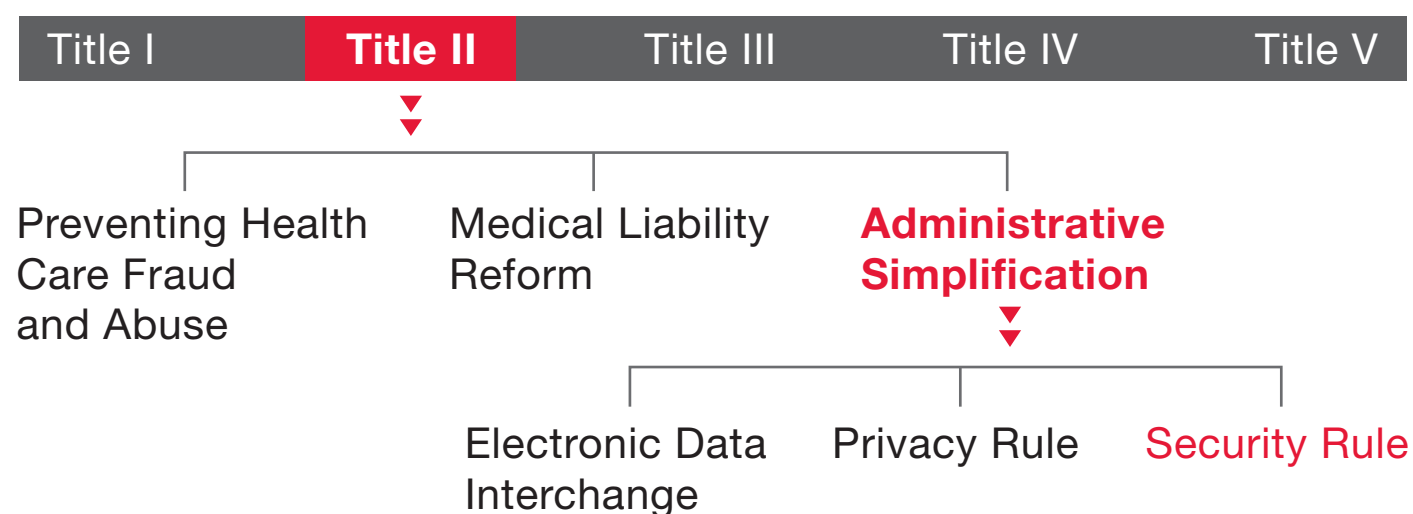 Title I Title II Title III Title IV Title V
Preventing Health
Care Fraud
and Abuse
Medical Liability
Reform
Administrative
Simplification
Electronic Data
Interchange
Privacy Rule
Security Rule